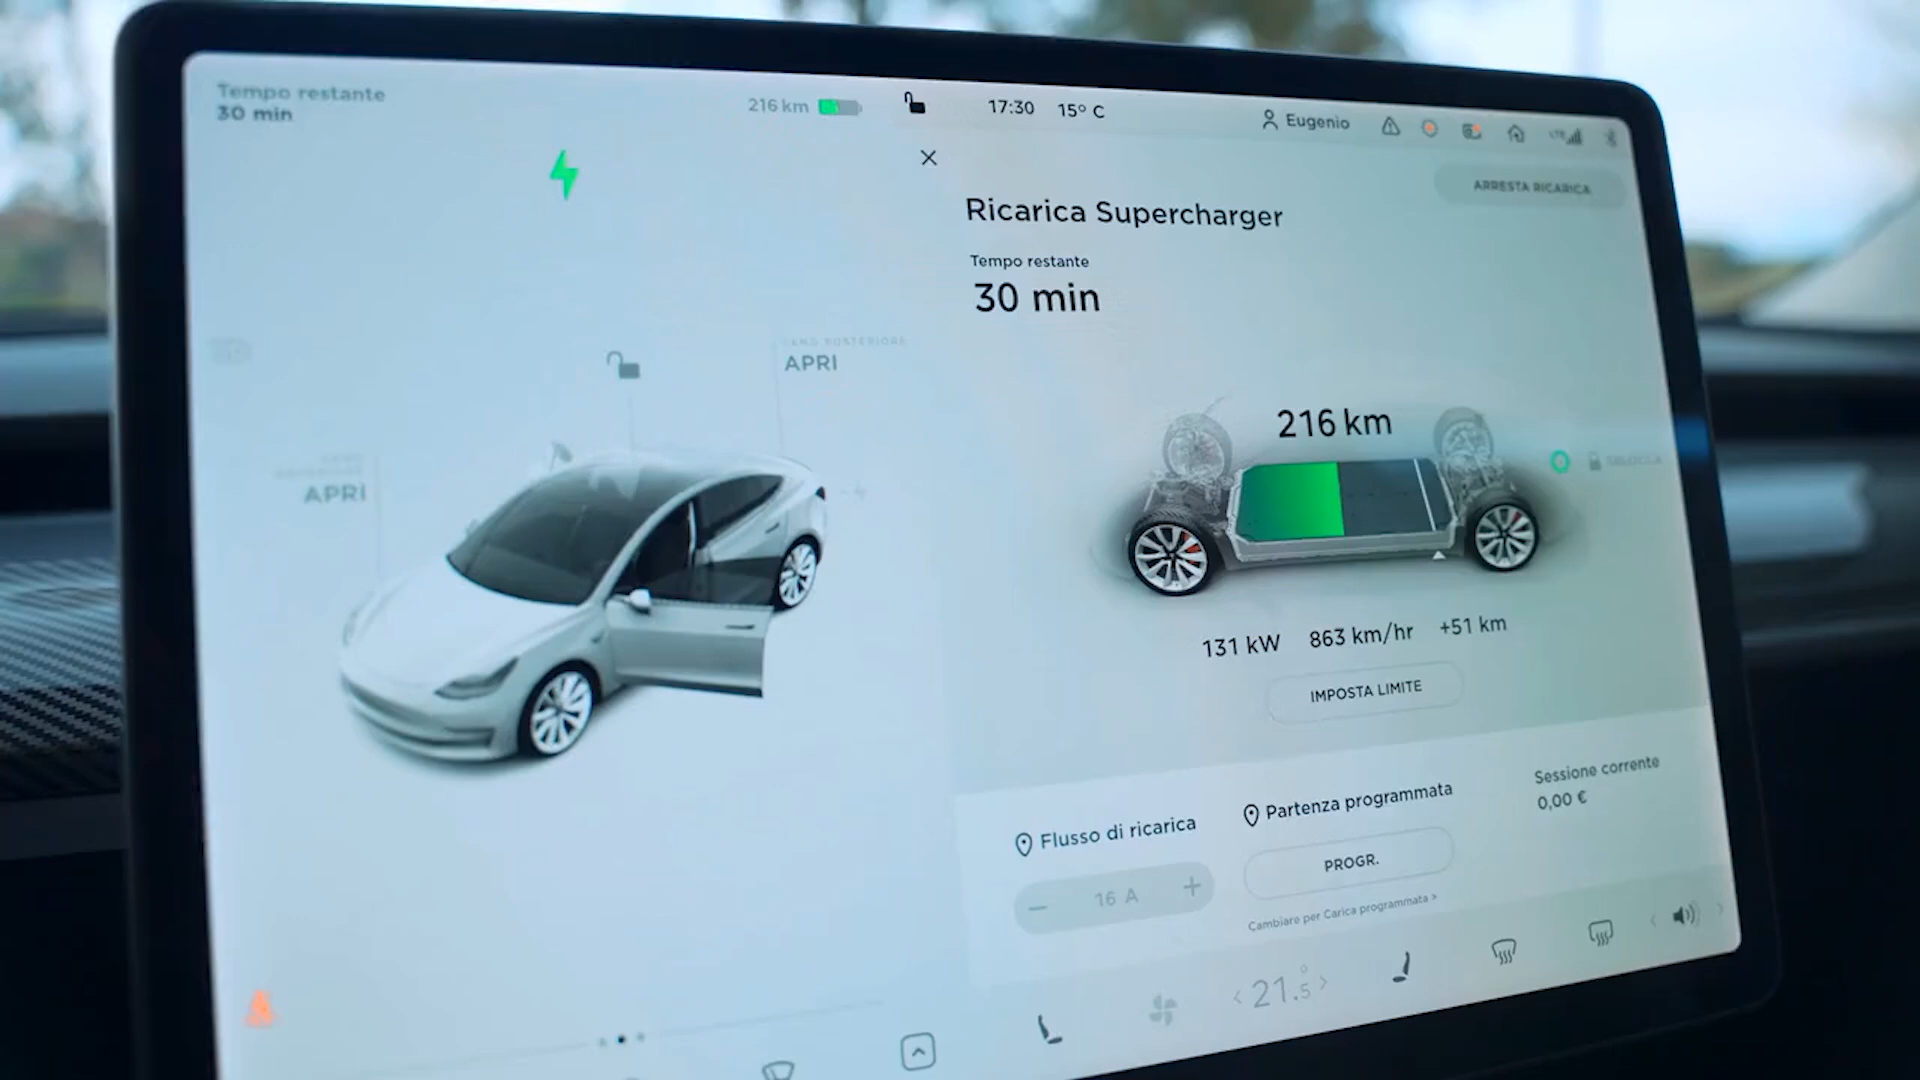 Tempo restante
30 min
216 km
17:30
15° C
Eugenio
LTE
ARRESTA RICARICA
Ricarica Supercharger
Tempo restante
30 min
APRI
APRI
216 km
SBLOCCA
131 kW
863 km/hr
+51 km
IMPOSTA LIMITE
Flusso di ricarica
16 A
Partenza programmata
PROGR.
Cambiare per Carica programmata >
Sessione corrente
0,00 €
21.5°